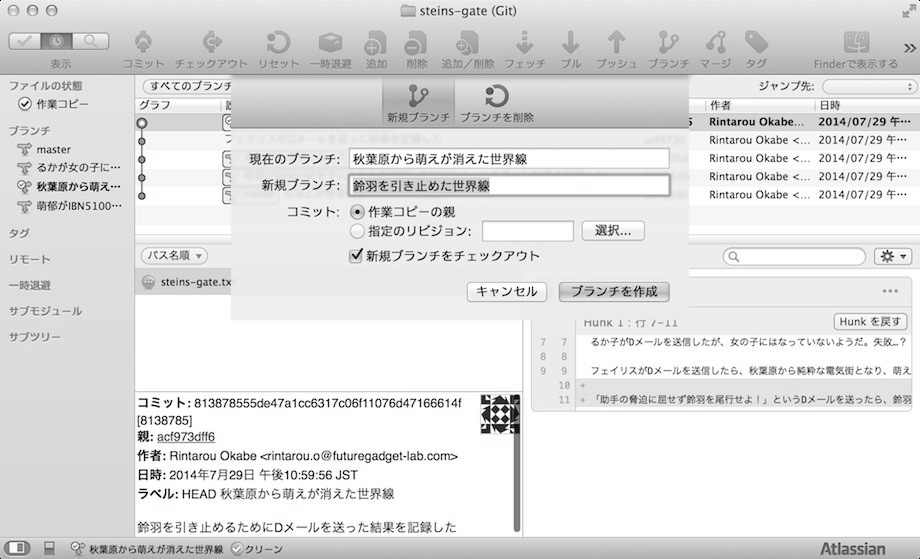 steins-gate (Git)
表示
コミット チェックアウト リセット 一時退避 追加 削除 追加／削除 フェッチ プル プッシュ ブランチ マージ タグ Finderで表示する
ファイルの状態
作業コピー
ブランチ
master
るかが女の子に…
秋葉原から萌え…
萌郁がIBN5100…
タグ
リモート
一時退避
サブモジュール
サブツリー
すべてのブランチ
ジャンプ先:
グラフ
作者
日時
Rintarou Okabe... 2014/07/29 午…
Rintarou Okabe <... 2014/07/29 午…
Rintarou Okabe <... 2014/07/29 午…
Rintarou Okabe <... 2014/07/29 午…
Rintarou Okabe <... 2014/07/29 午…
新規ブランチ ブランチを削除
現在のブランチ: 秋葉原から萌えが消えた世界線
新規ブランチ: 鈴羽を引き止めた世界線
コミット: 作業コピーの親
指定のリビジョン: 選択...
新規ブランチをチェックアウト
キャンセル ブランチを作成
パス名順
steins-gate.tx
Hunk 1：行 7-11
Hunk を戻す
7 7 るか子がDメールを送信したが、女の子にはなっていないようだ。失敗…？
8 8
9 9 フェイリスがDメールを送信したら、秋葉原から純粋な電気街となり、萌え
10 +
11 + 「助手の脅迫に屈せず鈴羽を尾行せよ！」というDメールを送ったら、鈴羽
コミット: 813878555de47a1cc6317c06f11076d47166614f
[8138785]
親: acf973dff6
作者: Rintarou Okabe <rintarou.o@futuregadget-lab.com>
日時: 2014年7月29日 午後10:59:56 JST
ラベル: HEAD 秋葉原から萌えが消えた世界線
鈴羽を引き止めるためにDメールを送った結果を記録した
秋葉原から萌えが消えた世界線 クリーン
Atlassian